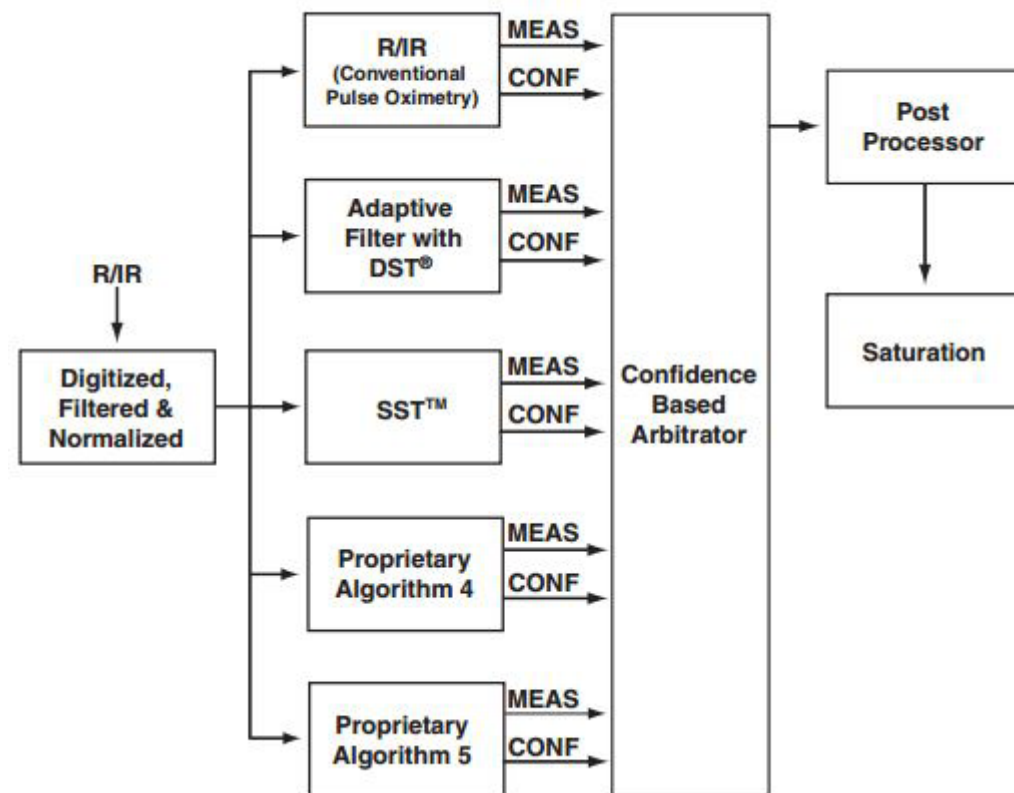 R/IR
Digitized,
Filtered &
Normalized
R/IR
(Conventional
Pulse Oximetry)
MEAS
CONF
Adaptive
Filter with
DST®
MEAS
CONF
SST™
MEAS
CONF
Proprietary
Algorithm 4
MEAS
CONF
Proprietary
Algorithm 5
MEAS
CONF
Confidence
Based
Arbitrator
Post
Processor
Saturation